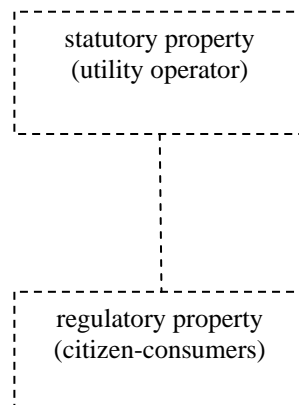 statutory property
(utility operator)
regulatory property
(citizen-consumers)